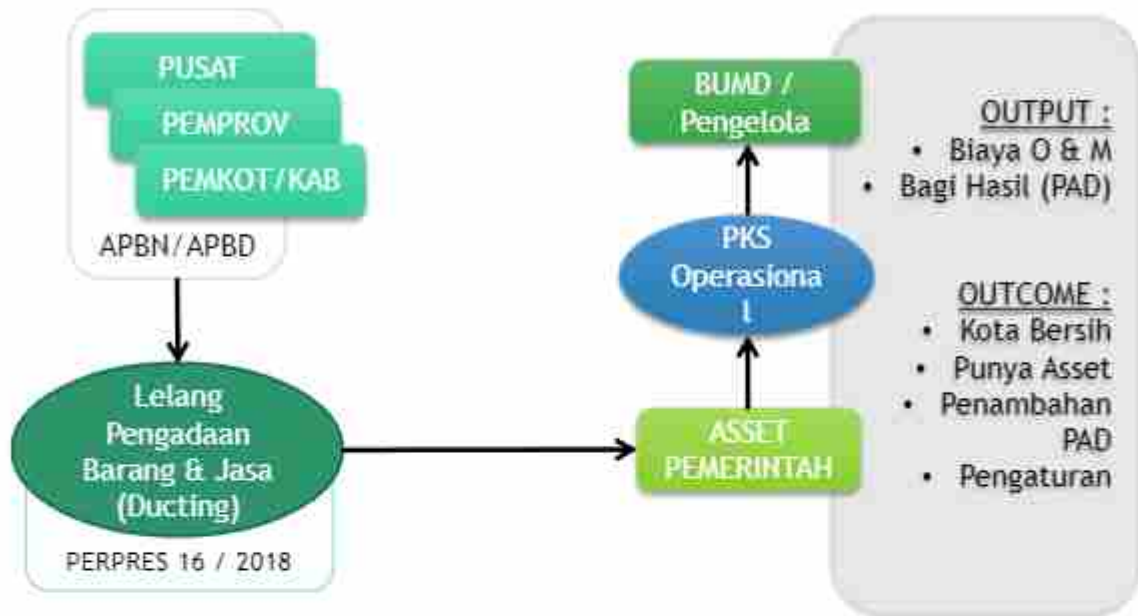 PUSAT
PEMPROV
PEMKOT/KAB
APBN/APBD
Lelang
Pengadaan
Barang & Jasa
(Ducting)
PERPRES 16 / 2018
BUMD /
Pengelola
PKS
Operasiona
l
ASSET
PEMERINTAH
OUTPUT :
• Biaya O & M
• Bagi Hasil (PAD)
OUTCOME :
• Kota Bersih
• Punya Asset
• Penambahan
PAD
• Pengaturan